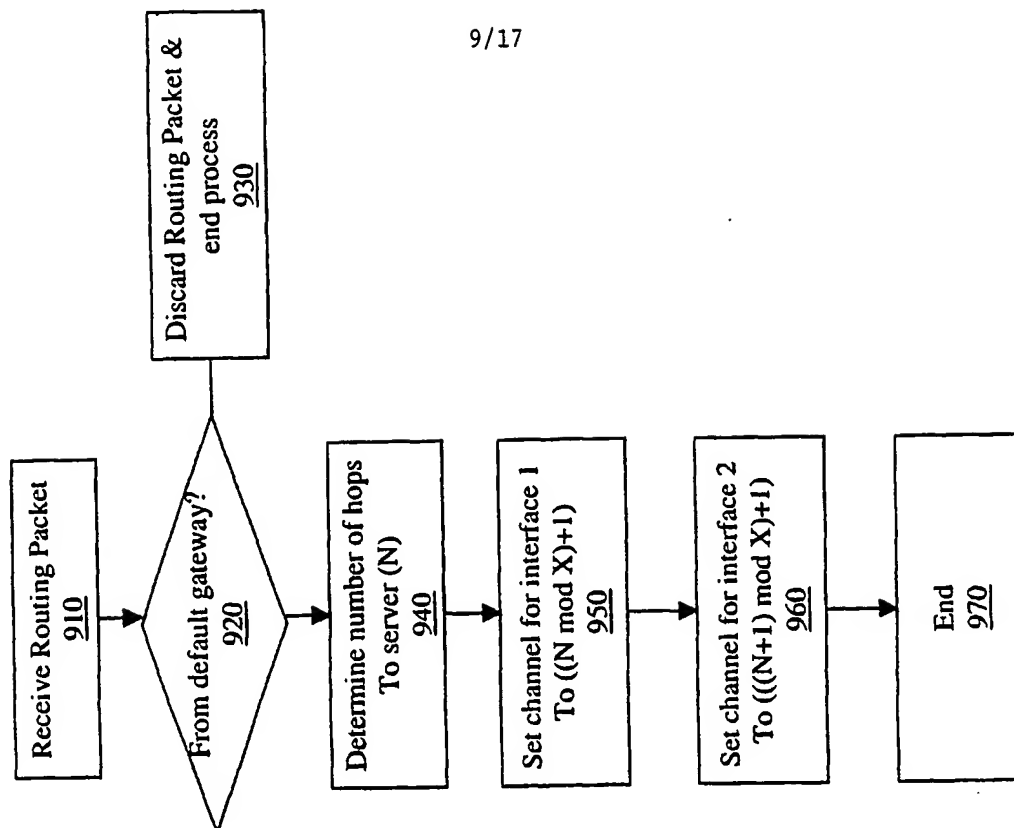 9/17
Receive Routing Packet
910
From default gateway?
920
Discard Routing Packet &
end process
930
Determine number of hops
To server (N)
940
Set channel for interface 1
To ((N mod X)+1)
950
Set channel for interface 2
To (((N+1) mod X)+1)
960
End
970